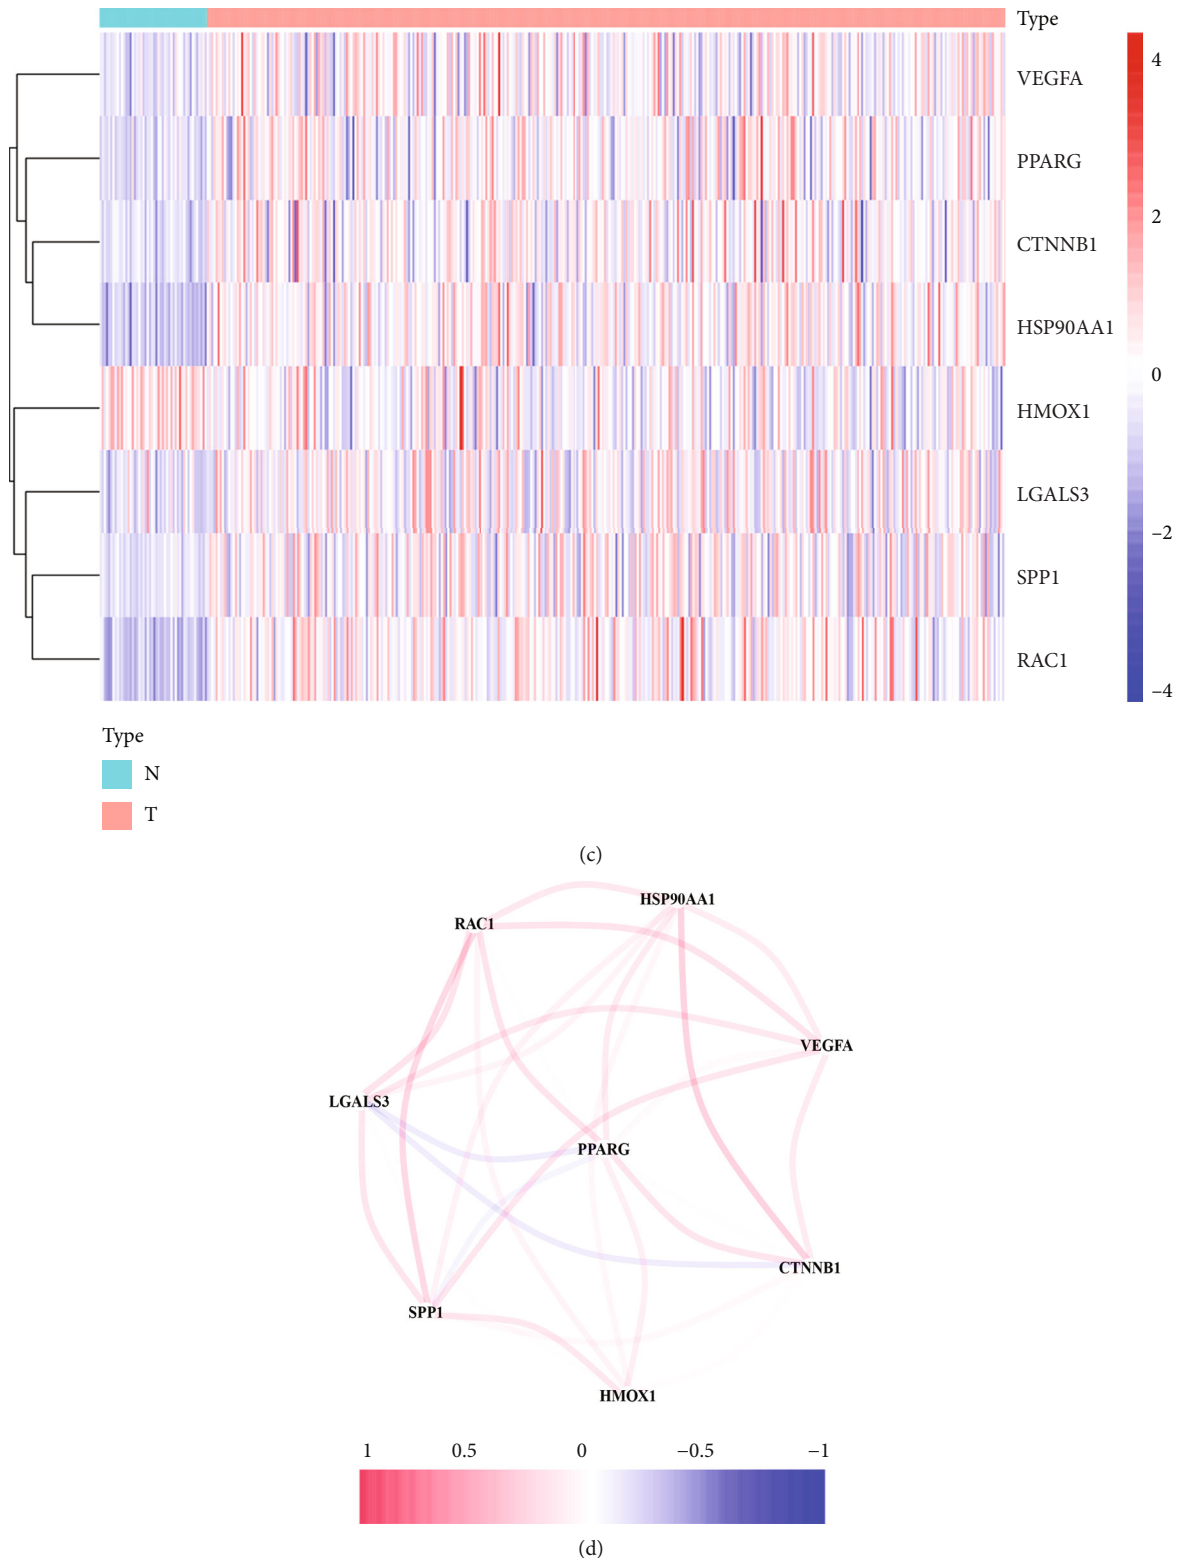 Type
VEGFA
PPARG
CTNNB1
HSP90AA1
HMOX1
LGALS3
SPP1
RAC1
4
2
0
−2
−4
Type
N
T
(c)
HSP90AA1
RAC1
VEGFA
LGALS3
PPARG
CTNNB1
SPP1
HMOX1
1 0.5 0 −0.5 −1
(d)